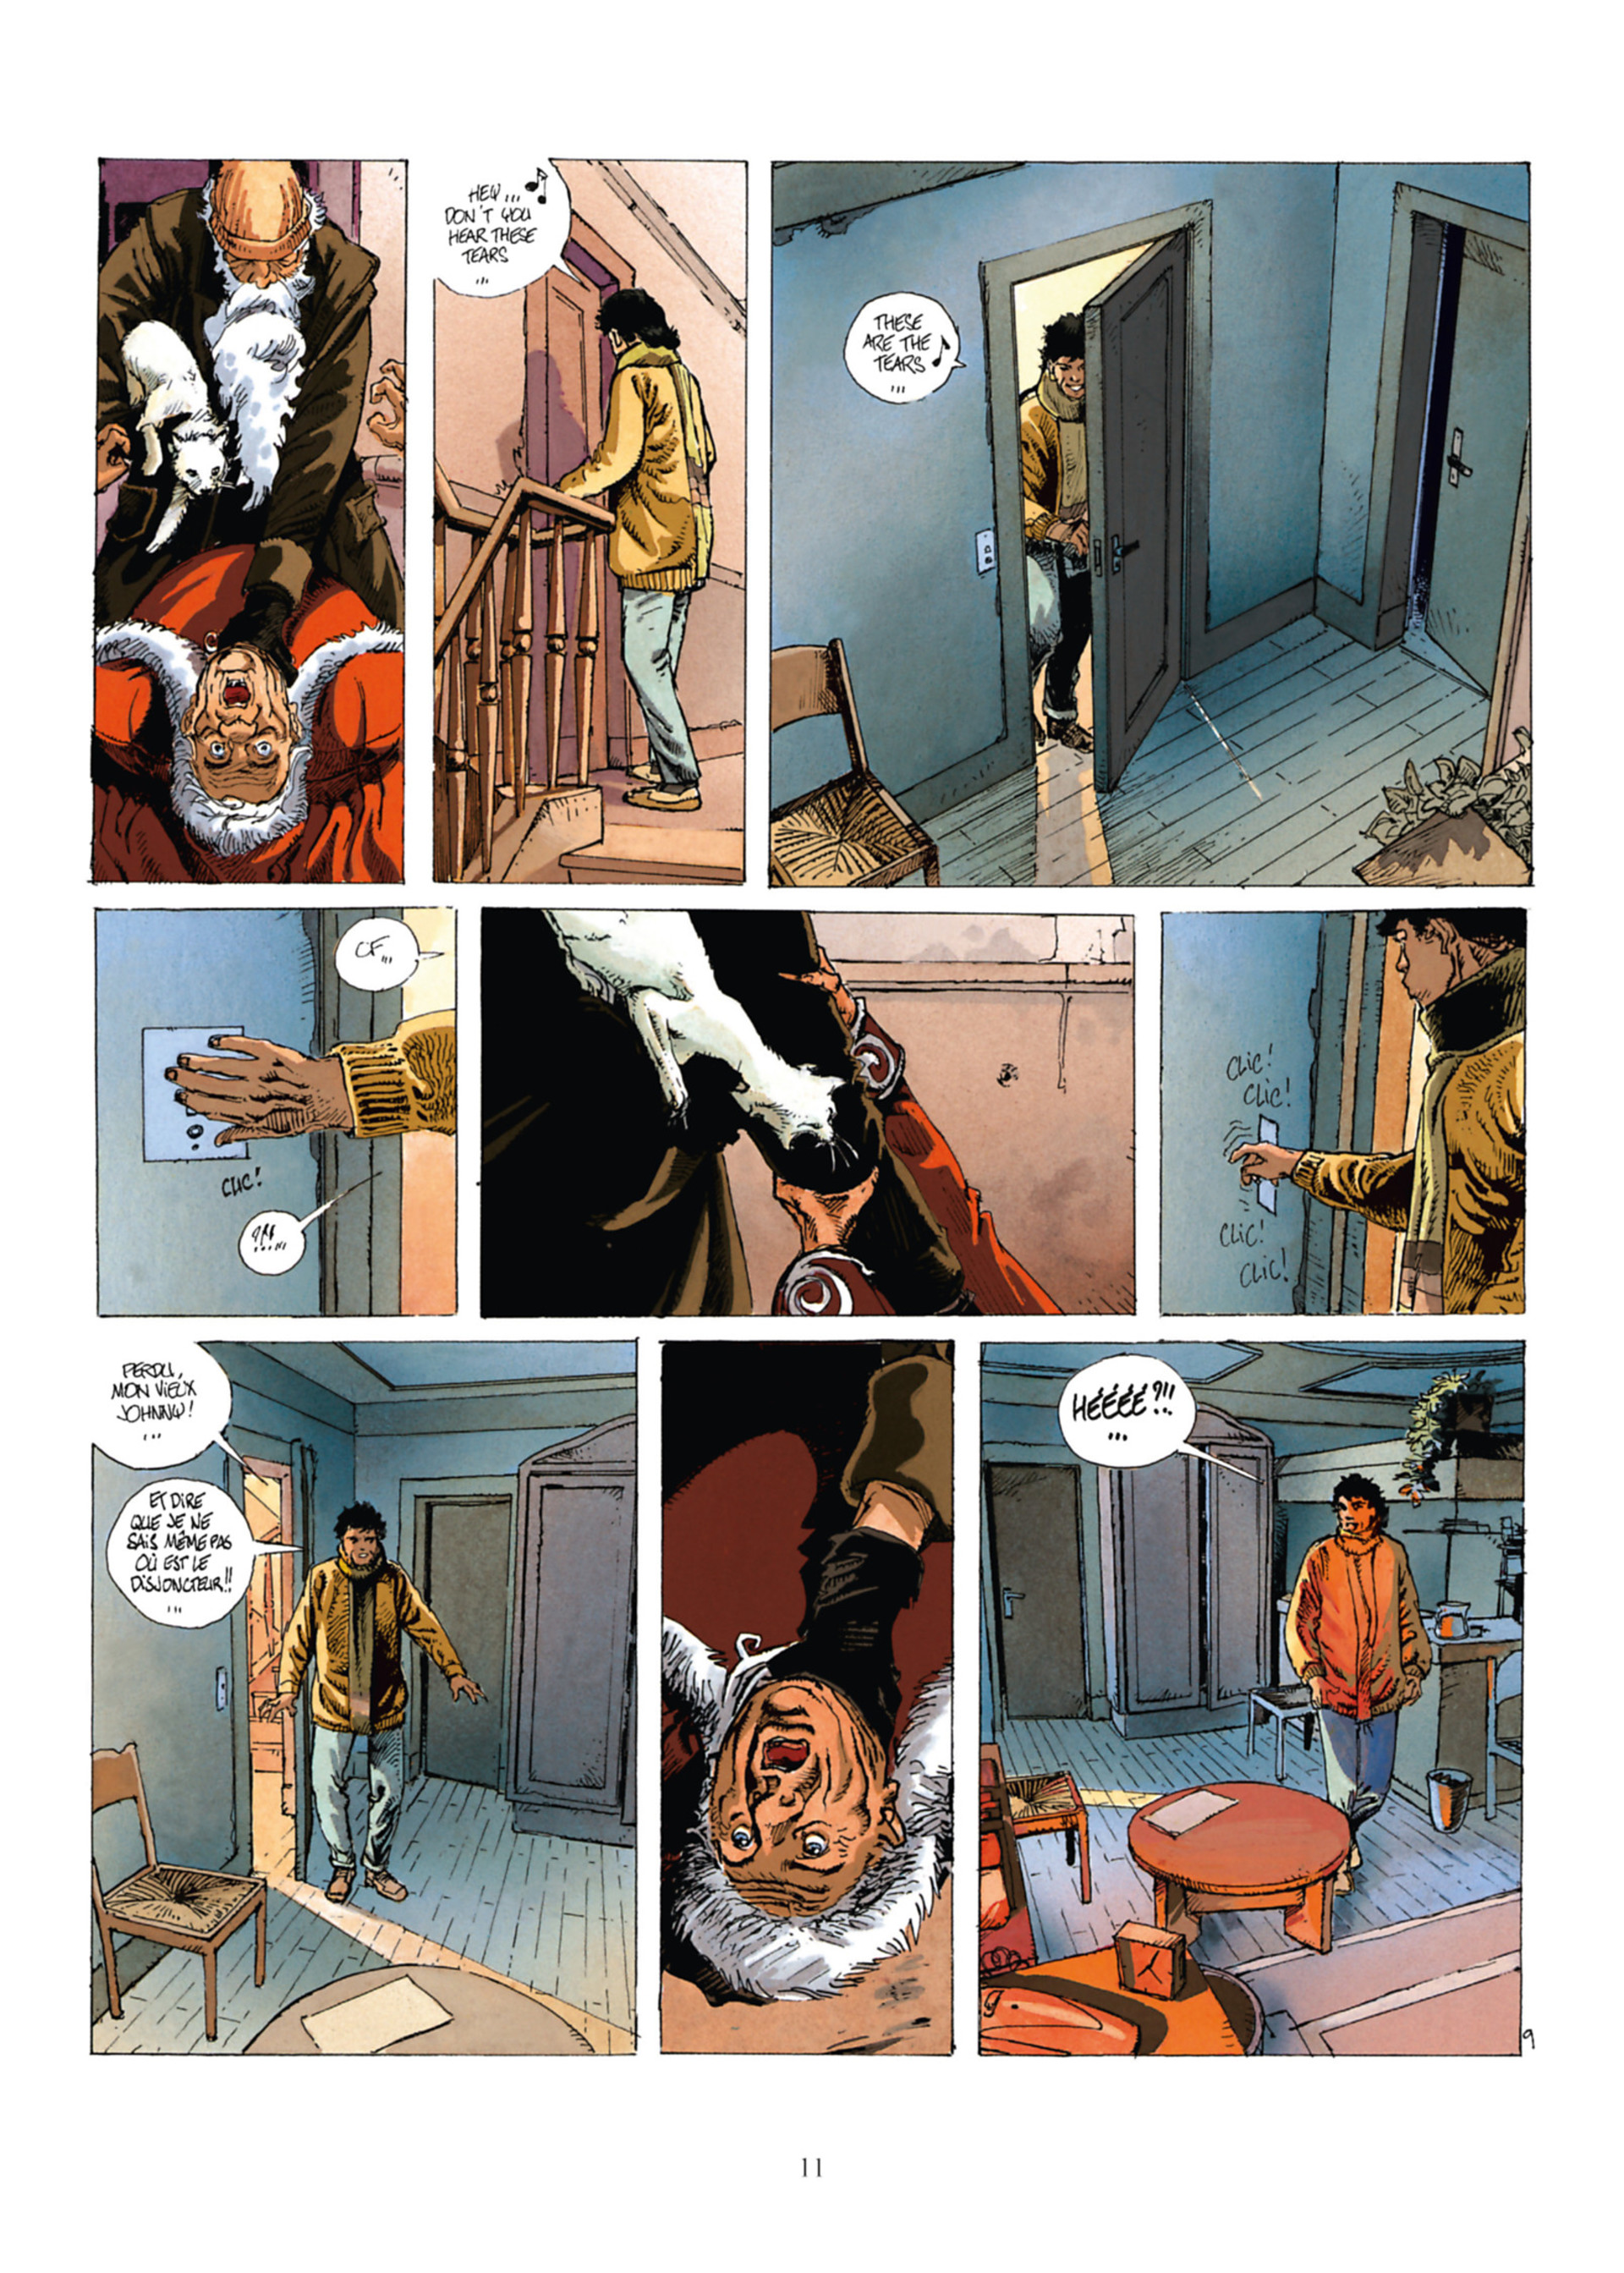 HEY...
DON'T YOU
HEAR THESE
TEARS
...
THESE
ARE THE
TEARS
...
OF...
CLIC!
?!!
.....
CLIC!
CLIC!
CLIC!
CLIC!
PERDU,
MON VIEUX
JOHNNY!
...
ET DIRE
QUE JE NE
SAIS MÊME PAS
OÙ EST LE
DISJONCTEUR!!
...
HÉÉÉÉ?!!
...
9
11